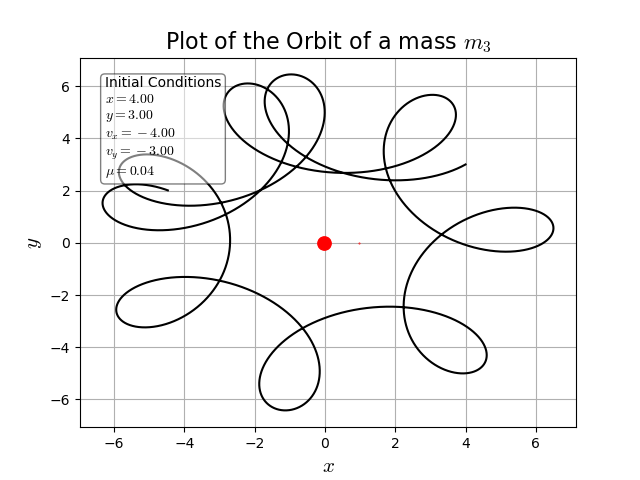 Plot of the Orbit of a mass m₃
Initial Conditions
x = 4.00
y = 3.00
vₓ = −4.00
v_y = −3.00
μ = 0.04
6
4
2
0
−2
−4
−6
y
−6 −4 −2 0 2 4 6
x